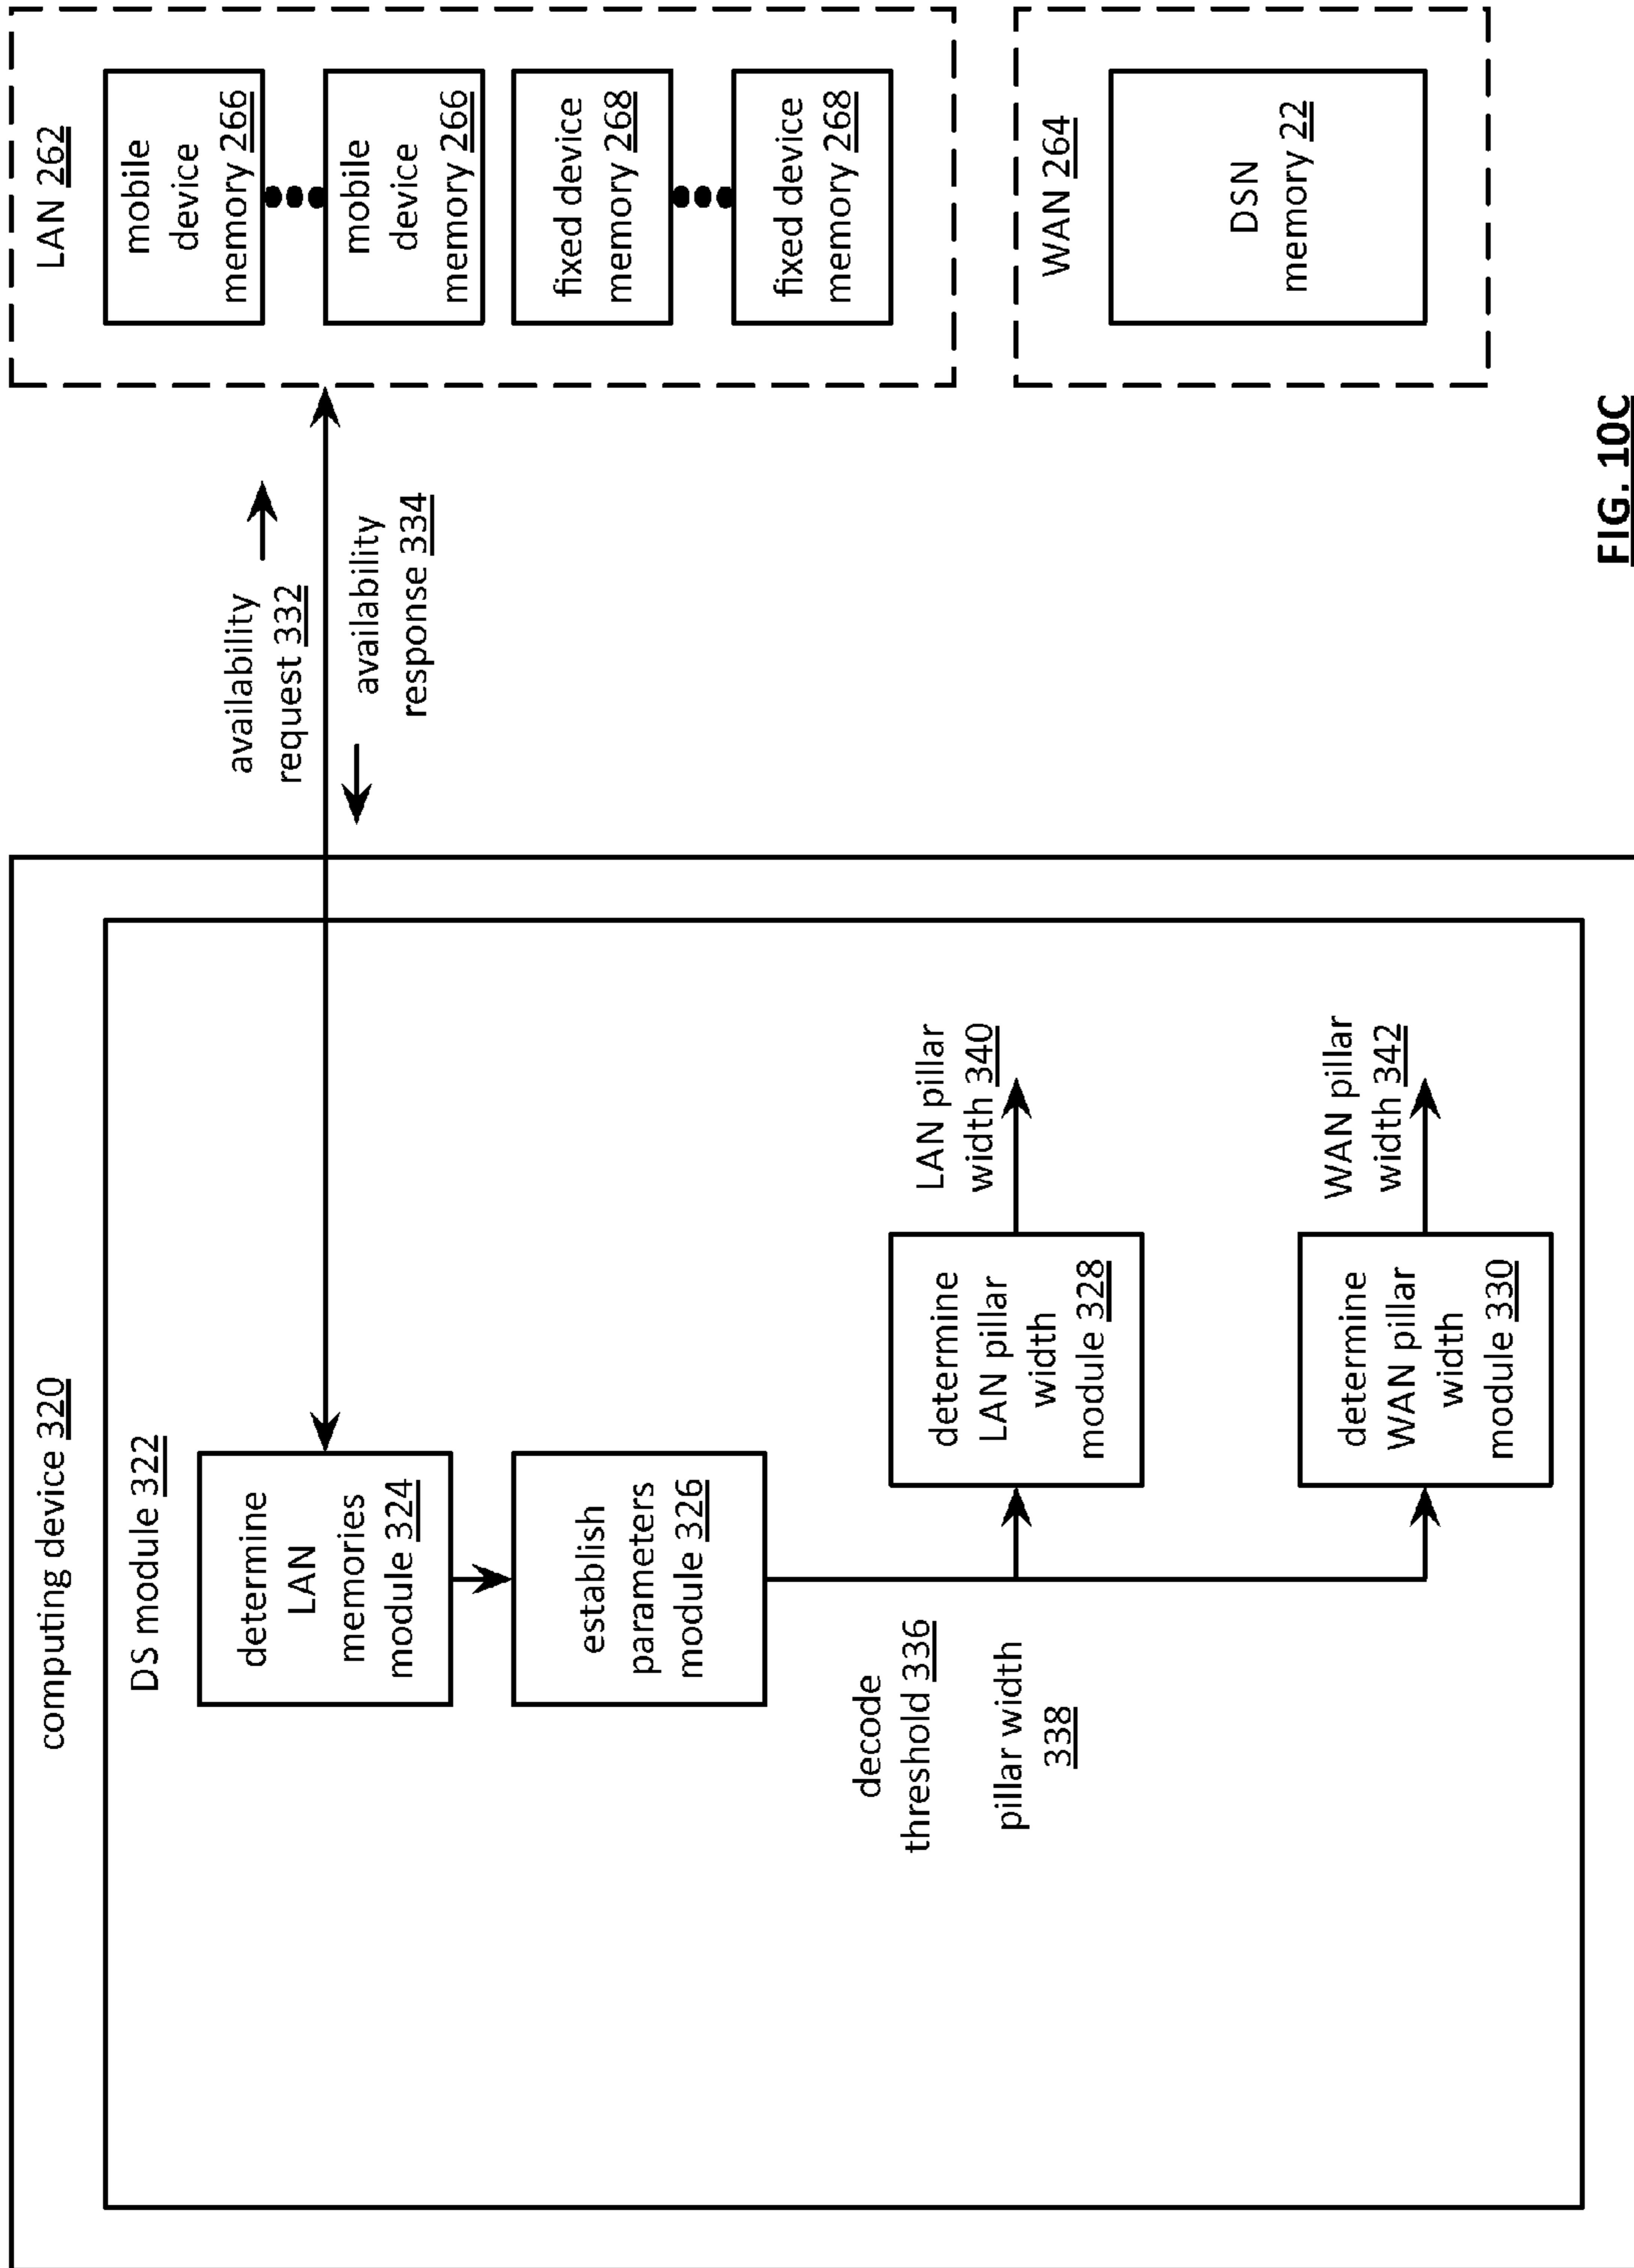 computing device 320
DS module 322
determine
LAN
memories
module 324
establish
parameters
module 326
decode
threshold 336
pillar width
338
determine
LAN pillar
width
module 328
LAN pillar
width 340
determine
WAN pillar
width
module 330
WAN pillar
width 342
availability
request 332
availability
response 334
LAN 262
mobile
device
memory 266
mobile
device
memory 266
fixed device
memory 268
fixed device
memory 268
WAN 264
DSN
memory 22
FIG. 10C